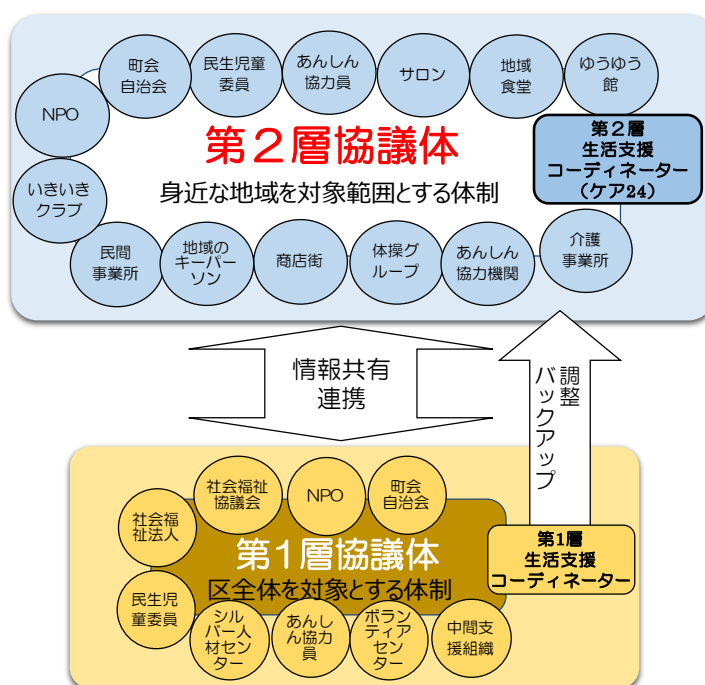 町会
自治会
民生児童
委員
あんしん
協力員
サロン
地域
食堂
ゆうゆう
館
NPO
第２層協議体
第２層
生活支援
コーディネーター
（ケア24）
いきいき
クラブ
身近な地域を対象範囲とする体制
民間
事業所
地域の
キーパー
ソン
商店街
体操グ
ループ
あんしん
協力機関
介護
事業所
情報共有
連携
調整
バックアップ
社会福祉
協議会
NPO
町会
自治会
社会福
祉法人
第１層協議体
区全体を対象とする体制
第1層
生活支援
コーディネーター
民生児
童委員
シル
バー人
材セン
ター
あんし
ん協力
員
ボラン
ティア
セン
ター
中間支
援組織